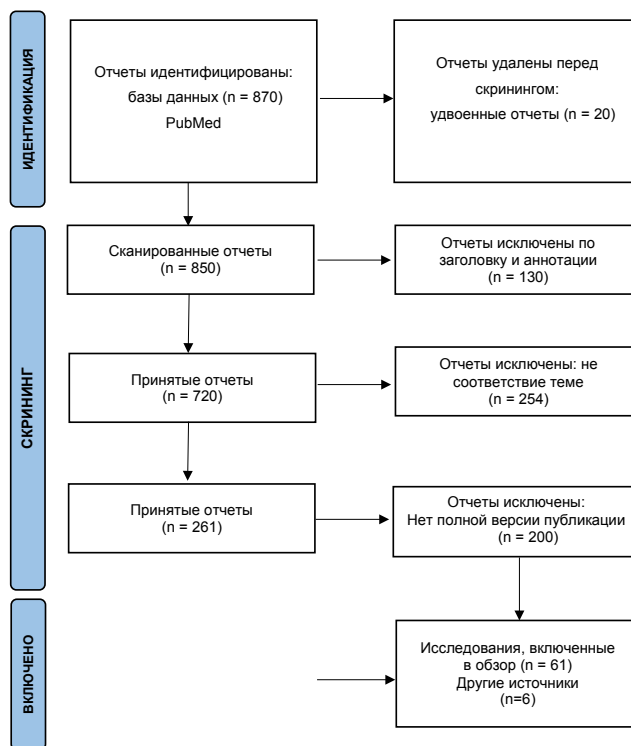 ИДЕНТИФИКАЦИЯ
Отчеты идентифицированы:
базы данных (n = 870)
PubMed
Отчеты удалены перед
скринингом:
удвоенные отчеты (n = 20)
СКРИНИНГ
Сканированные отчеты
(n = 850)
Отчеты исключены по
заголовку и аннотации
(n = 130)
Принятые отчеты
(n = 720)
Отчеты исключены: не
соответствие теме
(n = 254)
Принятые отчеты
(n = 261)
Отчеты исключены:
Нет полной версии публикации
(n = 200)
ВКЛЮЧЕНО
Исследования, включенные
в обзор (n = 61)
Другие источники
(n=6)